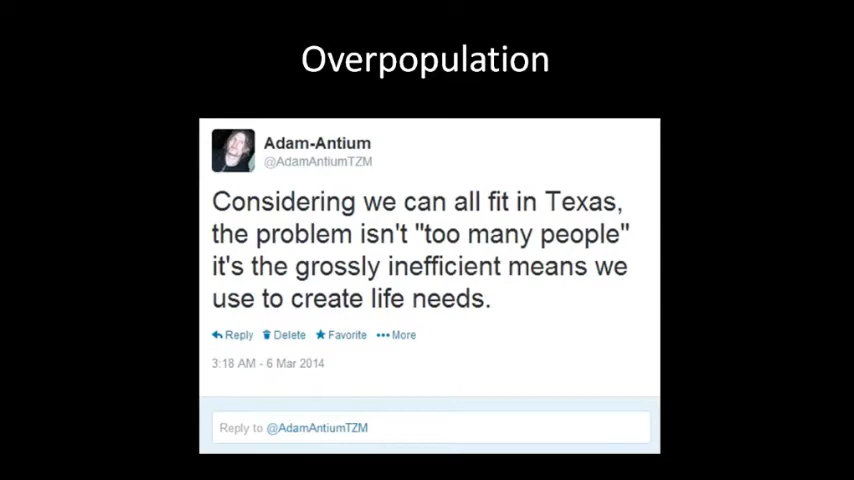 Overpopulation
Adam-Antium
@AdamAntiumTZM
Considering we can all fit in Texas,
the problem isn't "too many people"
it's the grossly inefficient means we
use to create life needs.
Reply Delete Favorite More
3:18 AM - 6 Mar 2014
Reply to @AdamAntiumTZM